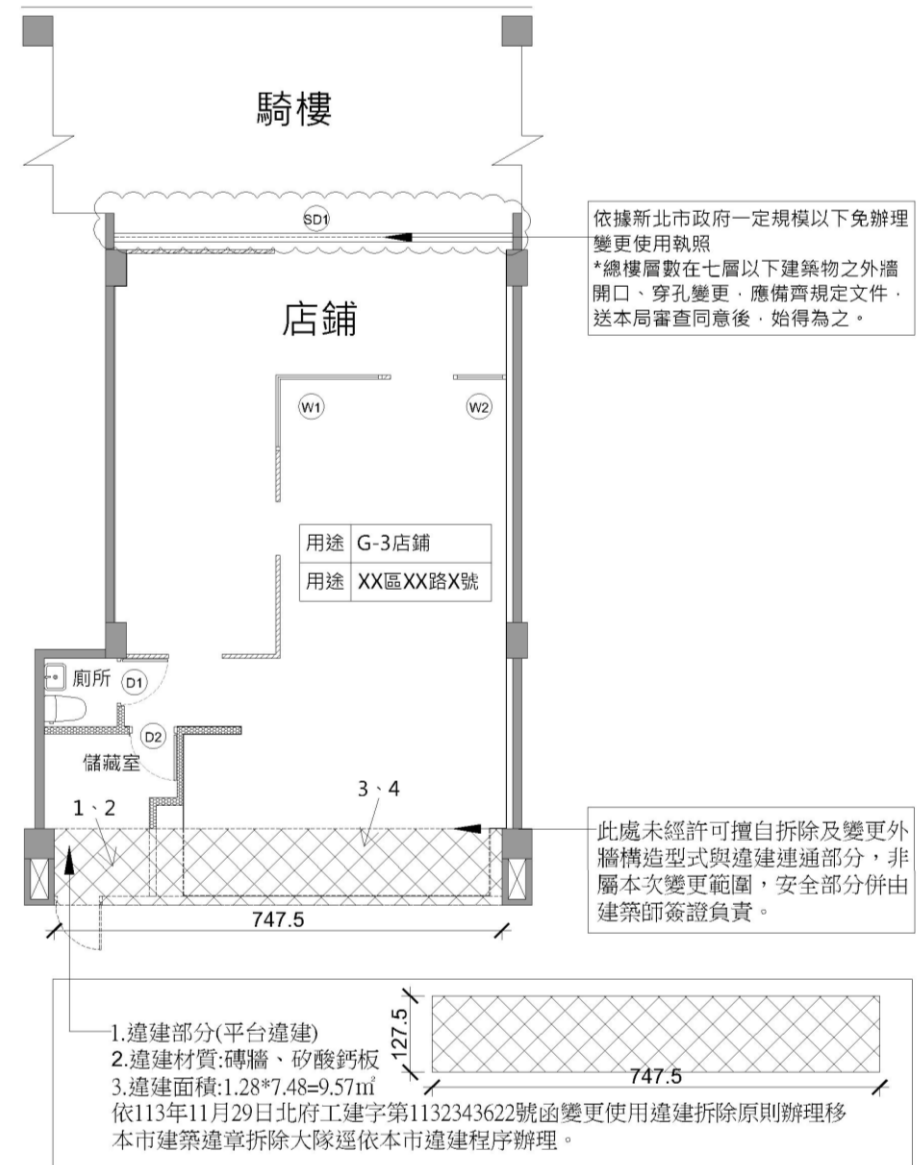 騎樓
SD1
依據新北市政府一定規模以下免辦理
變更使用執照
*總樓層數在七層以下建築物之外牆
開口、穿孔變更，應備齊規定文件，
送本局審查同意後，始得為之。
店鋪
W1
W2
用途 G-3店鋪
用途 XX區XX路X號
廁所
D1
D2
儲藏室
1、2
3、4
此處未經許可擅自拆除及變更外
牆構造型式與違建連通部分，非
屬本次變更範圍，安全部分併由
建築師簽證負責。
747.5
1.違建部分(平台違建)
2.違建材質:磚牆、矽酸鈣板
3.違建面積:1.28*7.48=9.57㎡
依113年11月29日北府工建字第1132343622號函變更使用違建拆除原則辦理移
本市建築違章拆除大隊逕依本市違建程序辦理。
127.5
747.5